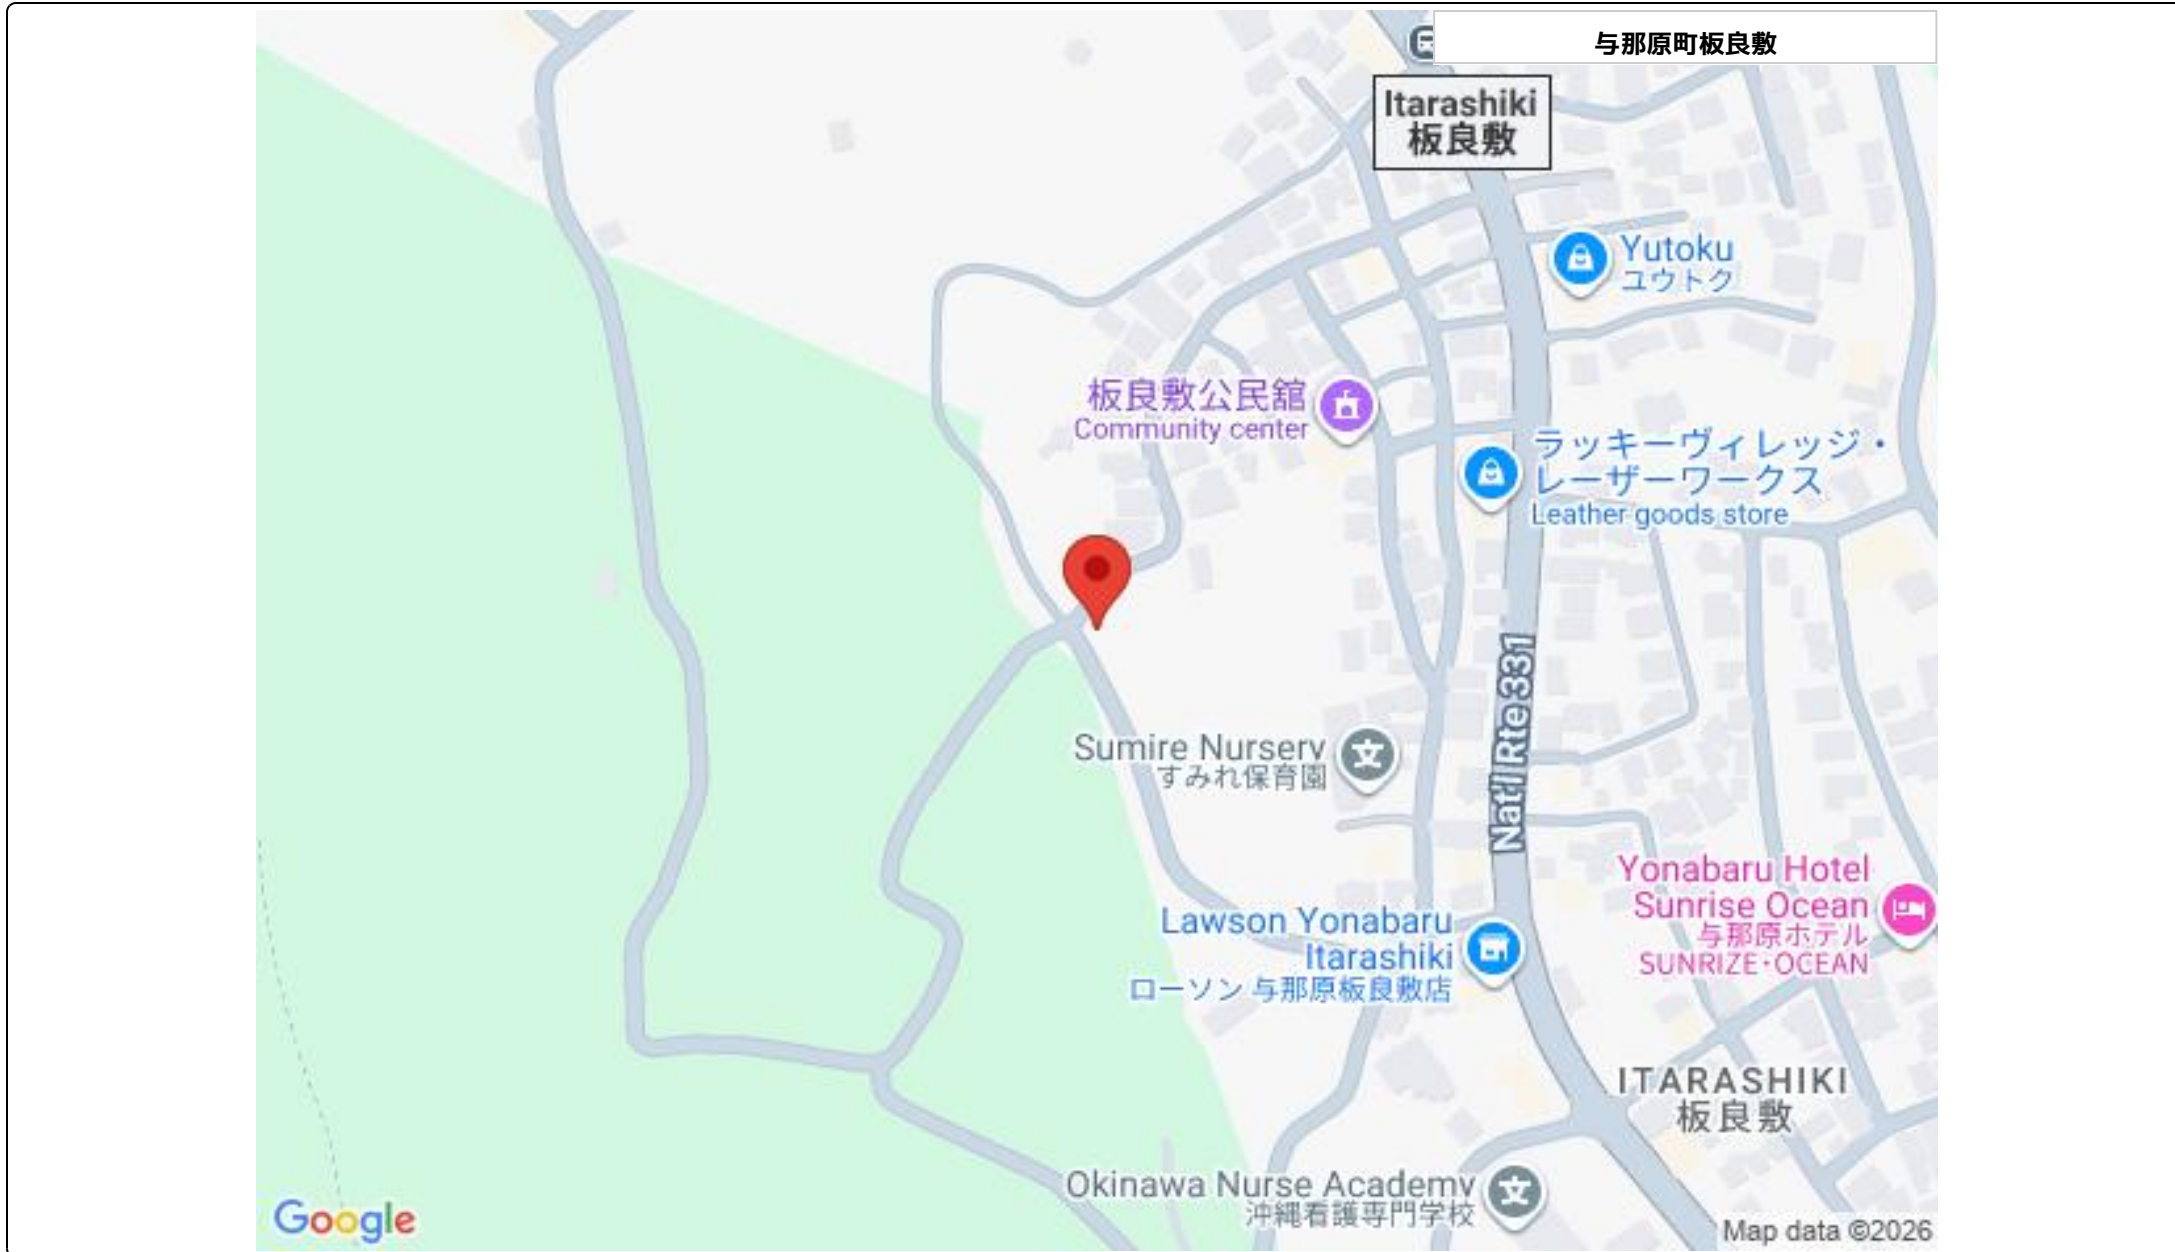 与那原町板良敷
Itarashiki
板良敷
Yutoku
ユウトク
板良敷公民舘
Community center
ラッキーヴィレッジ・
レーザーワークス
Leather goods store
Nat'l Rte 331
Sumire Nursery
すみれ保育園
Yonabaru Hotel
Sunrise Ocean
与那原ホテル
SUNRIZE・OCEAN
Lawson Yonabaru
Itarashiki
ローソン 与那原板良敷店
ITARASHIKI
板良敷
Okinawa Nurse Academy
沖縄看護専門学校
Google
Map data ©2026